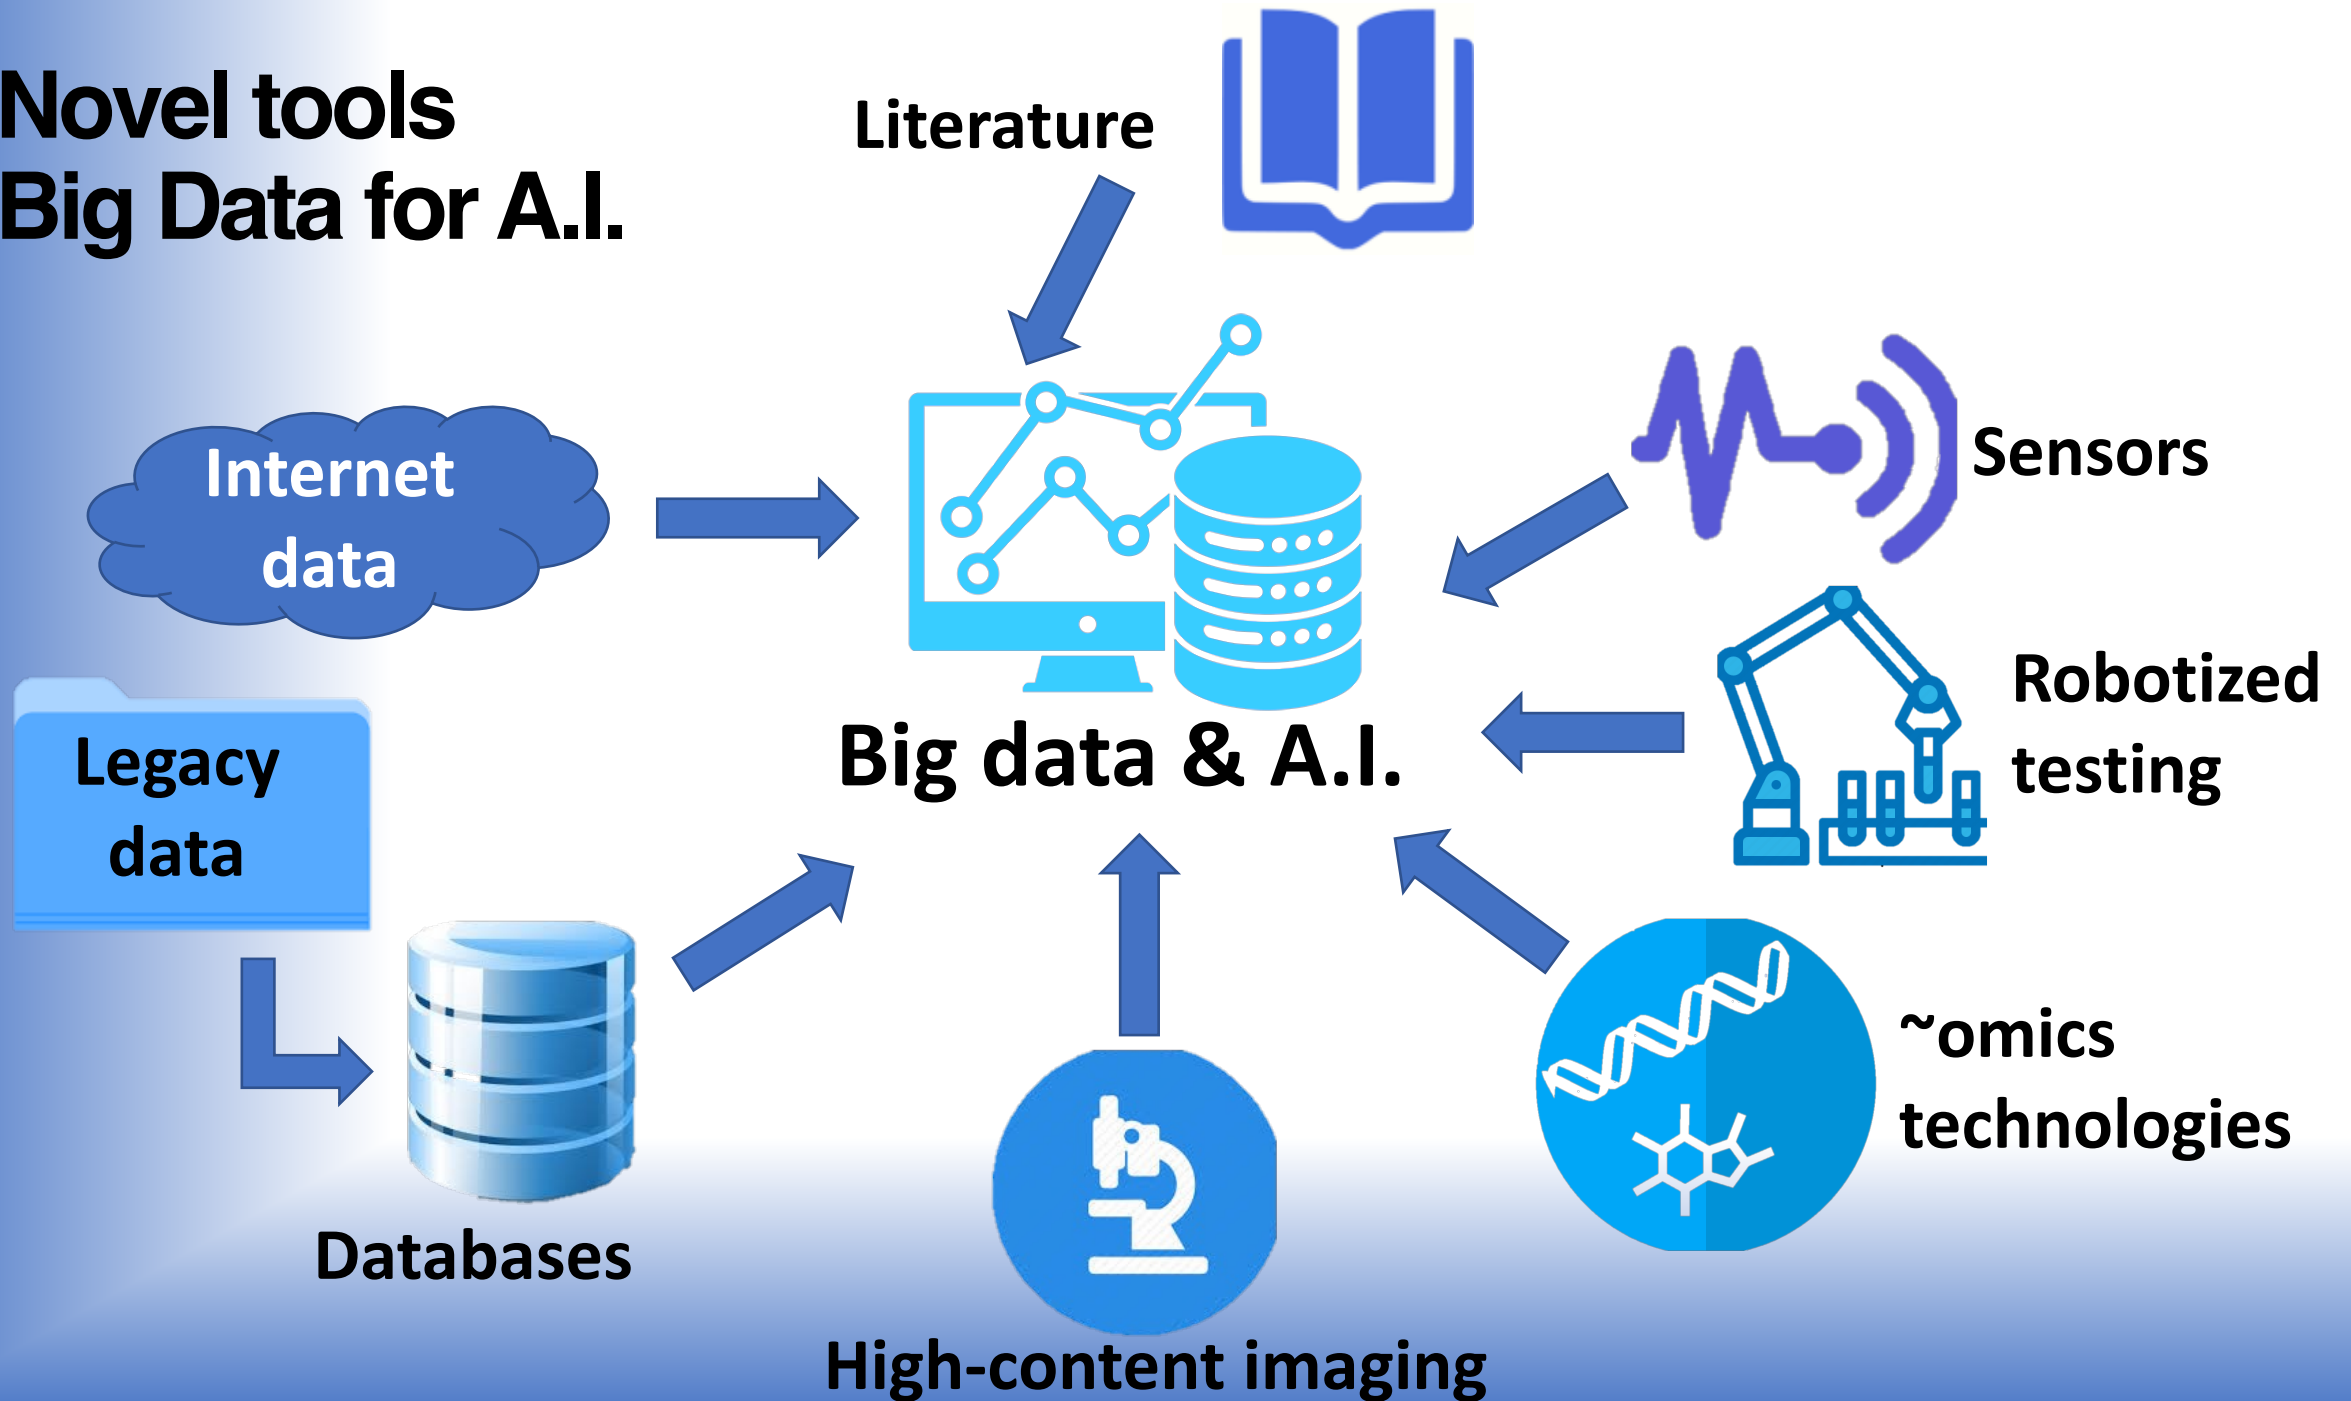 Novel tools
Big Data for A.I.
Literature
Internet
data
Sensors
Robotized
testing
Legacy
data
Big data & A.I.
~omics
technologies
Databases
High-content imaging